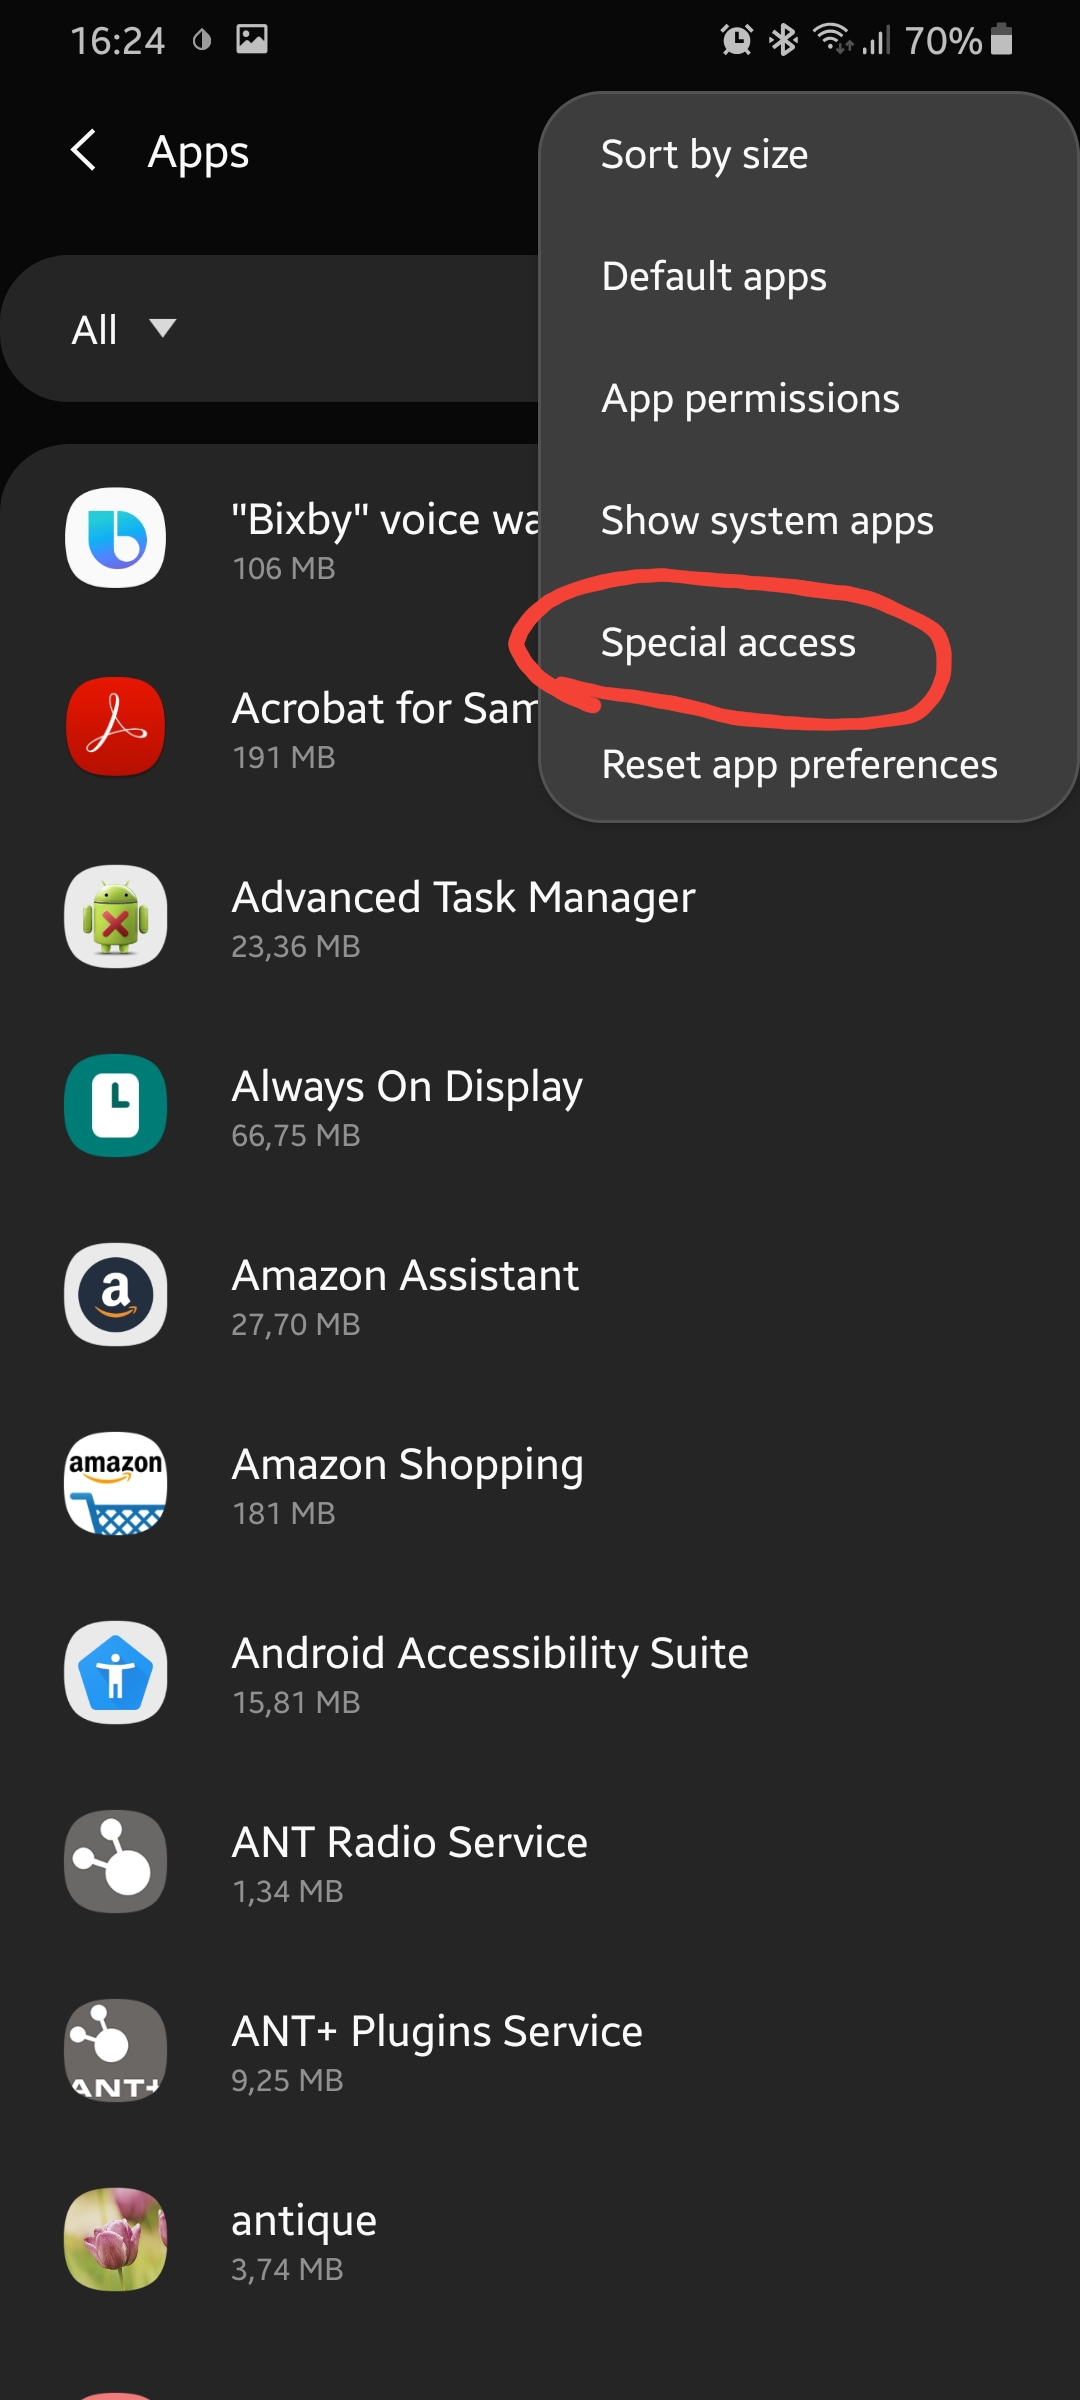 16:24
70%
Apps
Sort by size
Default apps
App permissions
Show system apps
Special access
Reset app preferences
All
"Bixby" voice wa
106 MB
Acrobat for Sam
191 MB
Advanced Task Manager
23,36 MB
Always On Display
66,75 MB
a
Amazon Assistant
27,70 MB
amazon
Amazon Shopping
181 MB
Android Accessibility Suite
15,81 MB
ANT Radio Service
1,34 MB
ANT+
ANT+ Plugins Service
9,25 MB
antique
3,74 MB